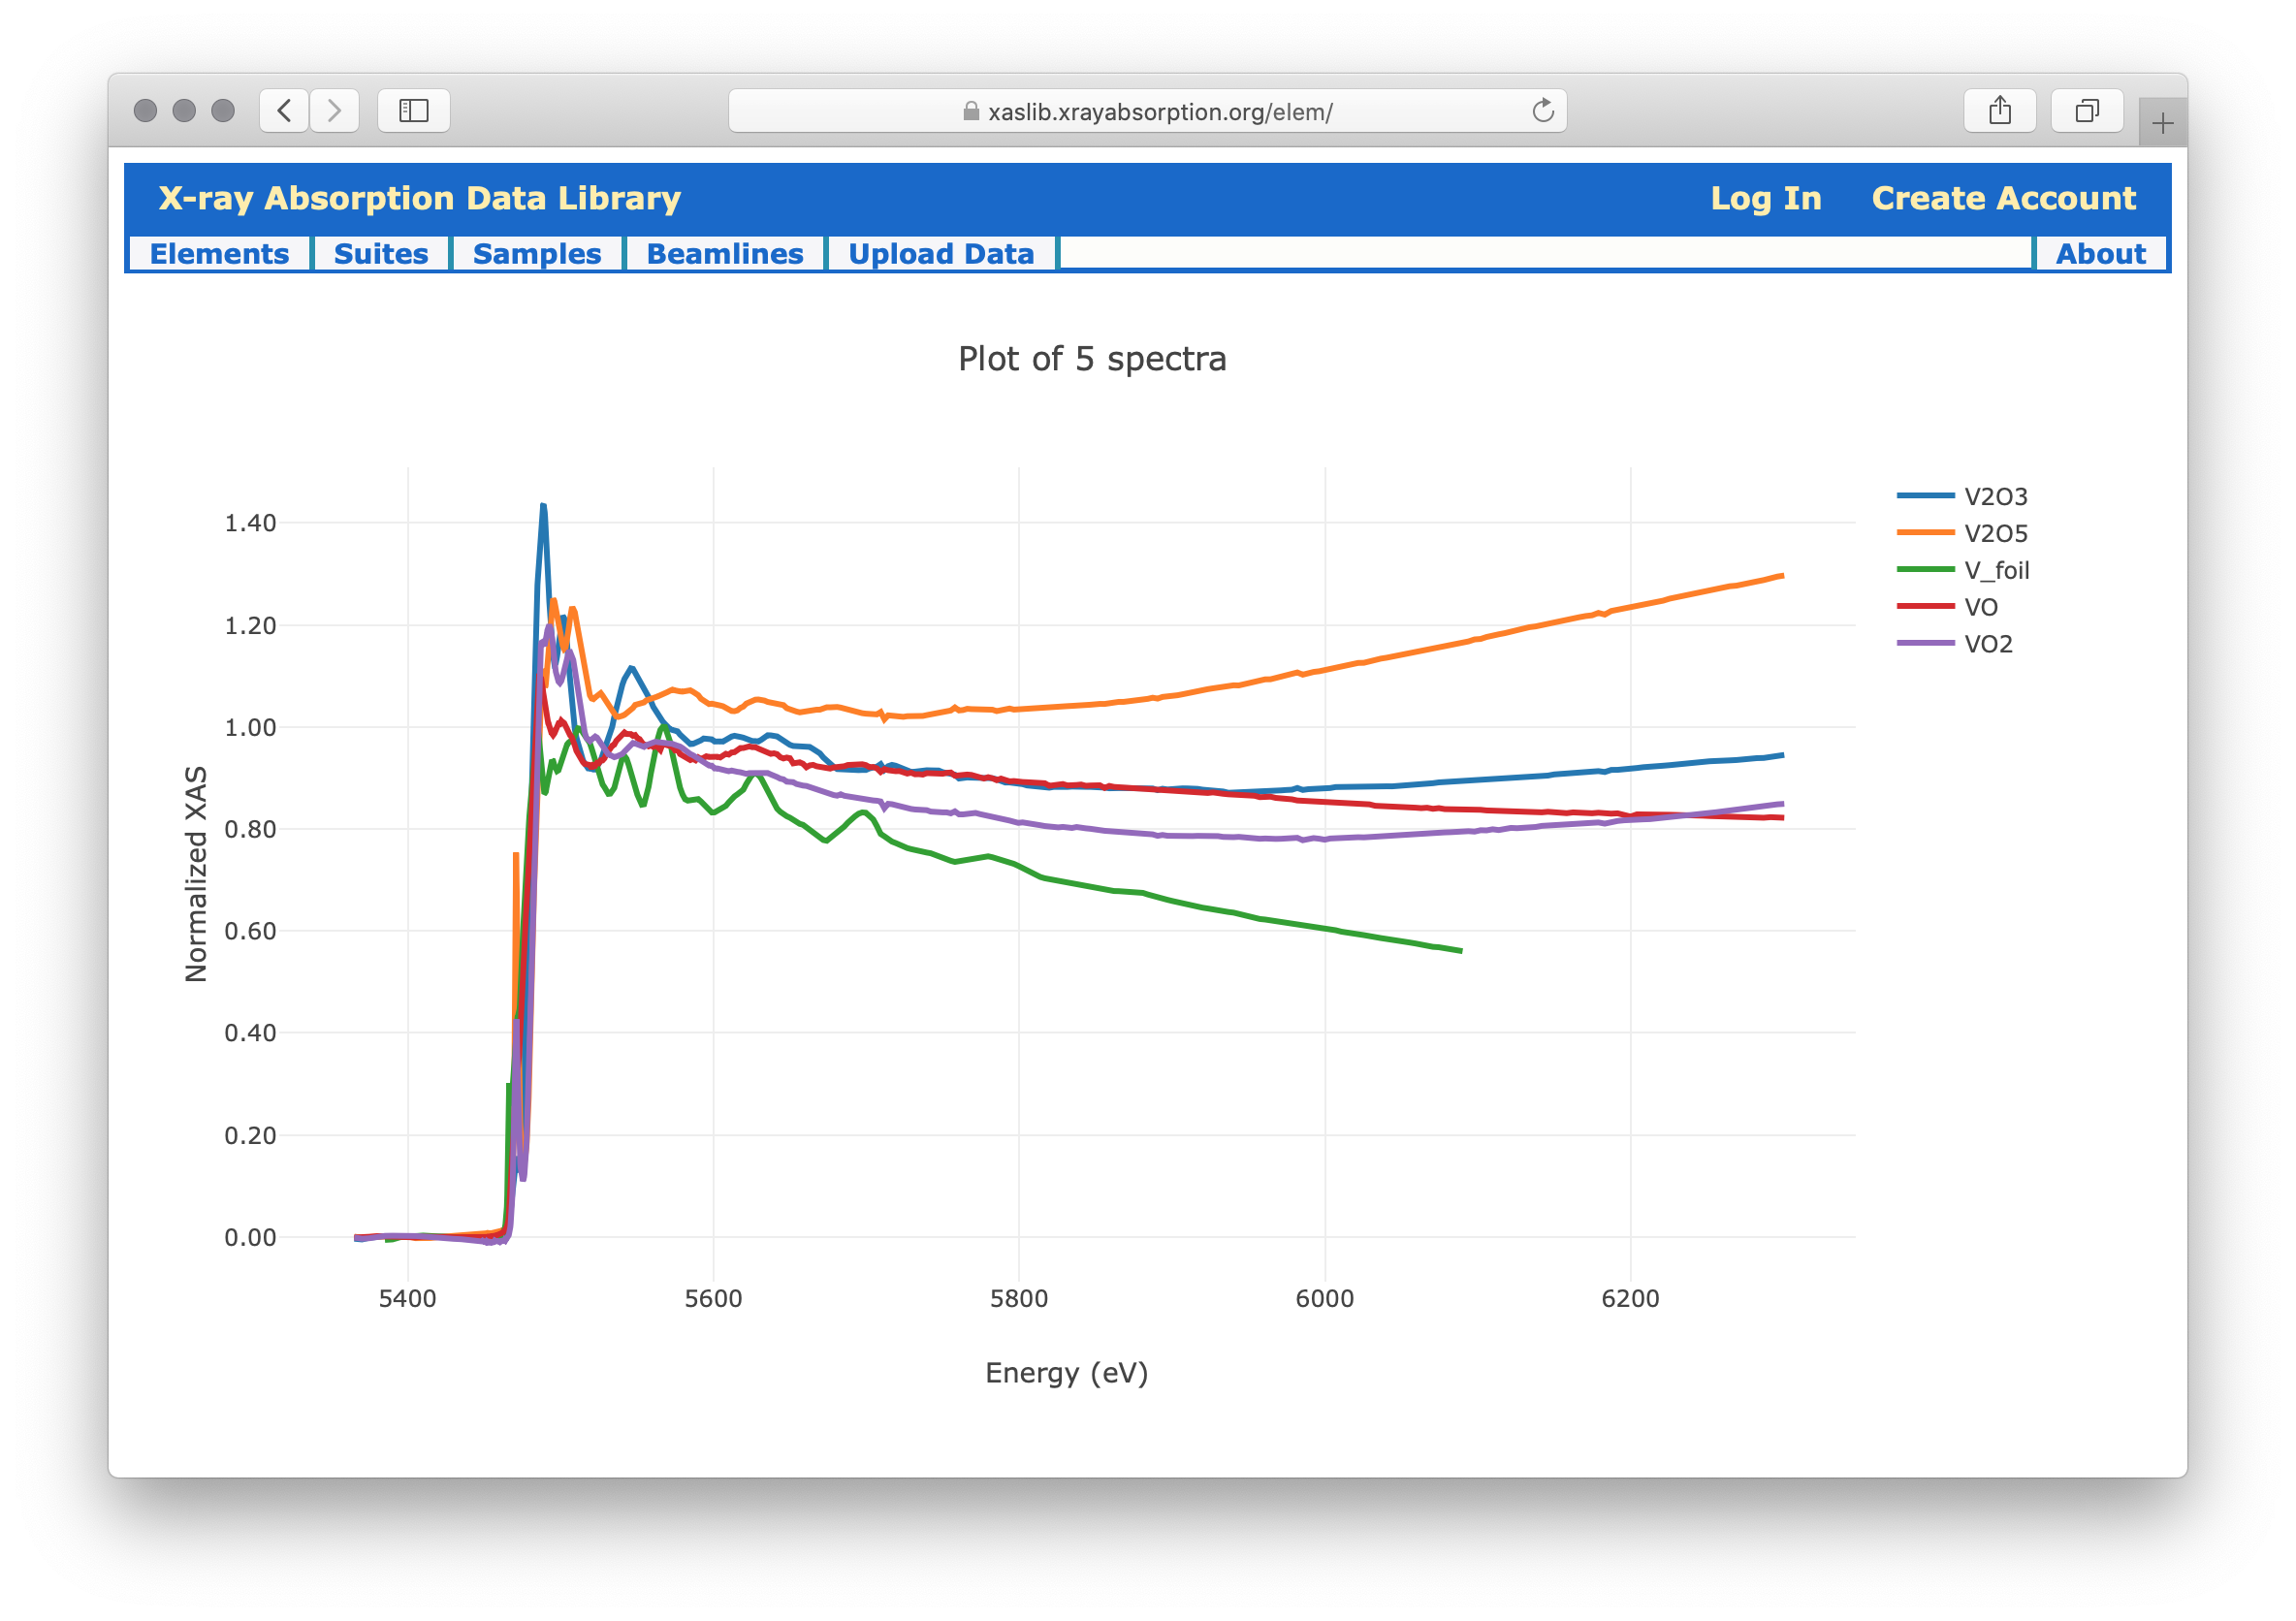 xaslib.xrayabsorption.org/elem/
X-ray Absorption Data Library
Log In
Create Account
Elements
Suites
Samples
Beamlines
Upload Data
About
Plot of 5 spectra
V2O3
V2O5
V_foil
VO
VO2
Normalized XAS
1.40
1.20
1.00
0.80
0.60
0.40
0.20
0.00
5400
5600
5800
6000
6200
Energy (eV)